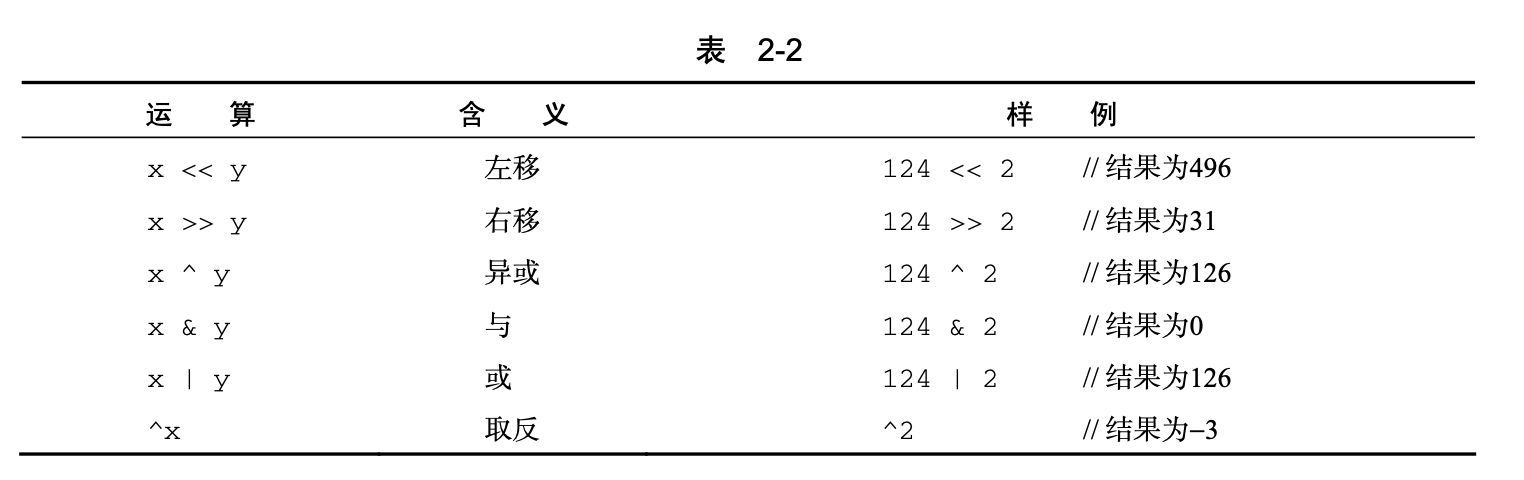 表 2-2
运 算 含 义 样 例
x << y 左移 124 << 2 // 结果为496
x >> y 右移 124 >> 2 // 结果为31
x ^ y 异或 124 ^ 2 // 结果为126
x & y 与 124 & 2 // 结果为0
x | y 或 124 | 2 // 结果为126
^x 取反 ^2 // 结果为–3